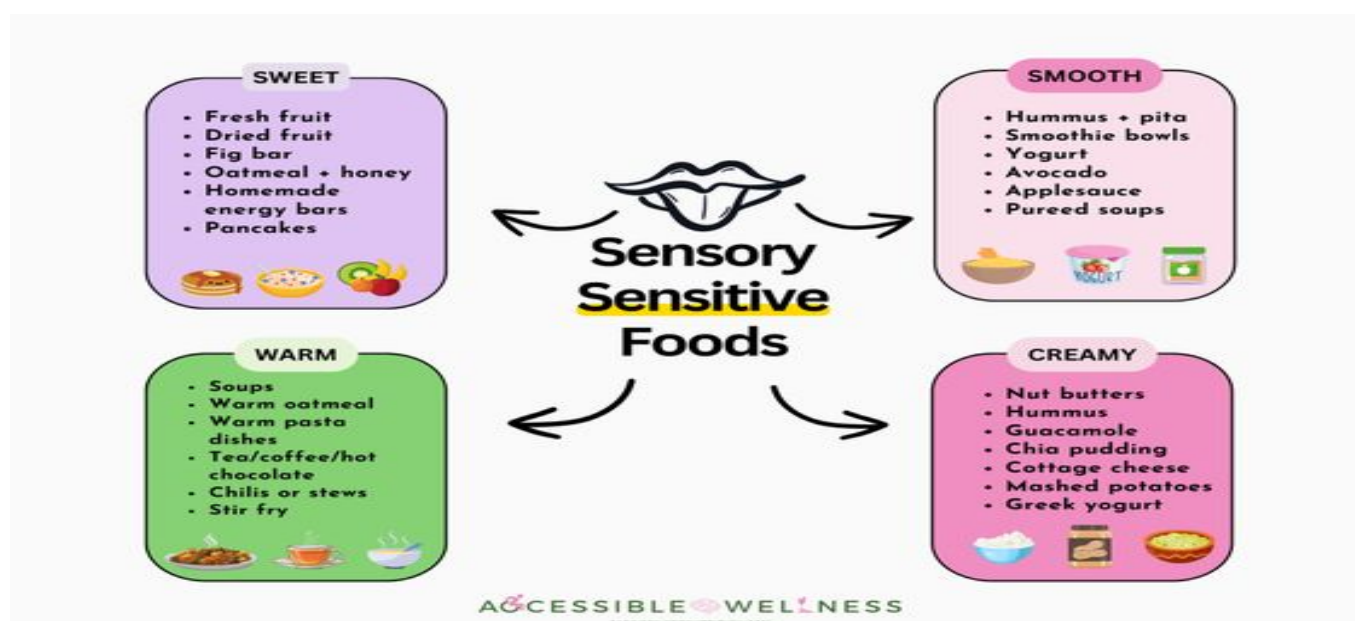 SWEET
• Fresh fruit
• Dried fruit
• Fig bar
• Oatmeal + honey
• Homemade
energy bars
• Pancakes
SMOOTH
• Hummus + pita
• Smoothie bowls
• Yogurt
• Avocado
• Applesauce
• Pureed soups
YOGURT
Sensory
Sensitive
Foods
WARM
• Soups
• Warm oatmeal
• Warm pasta
dishes
• Tea/coffee/hot
chocolate
• Chilis or stews
• Stir fry
CREAMY
• Nut butters
• Hummus
• Guacamole
• Chia pudding
• Cottage cheese
• Mashed potatoes
• Greek yogurt
ACCESSIBLE WELLNESS